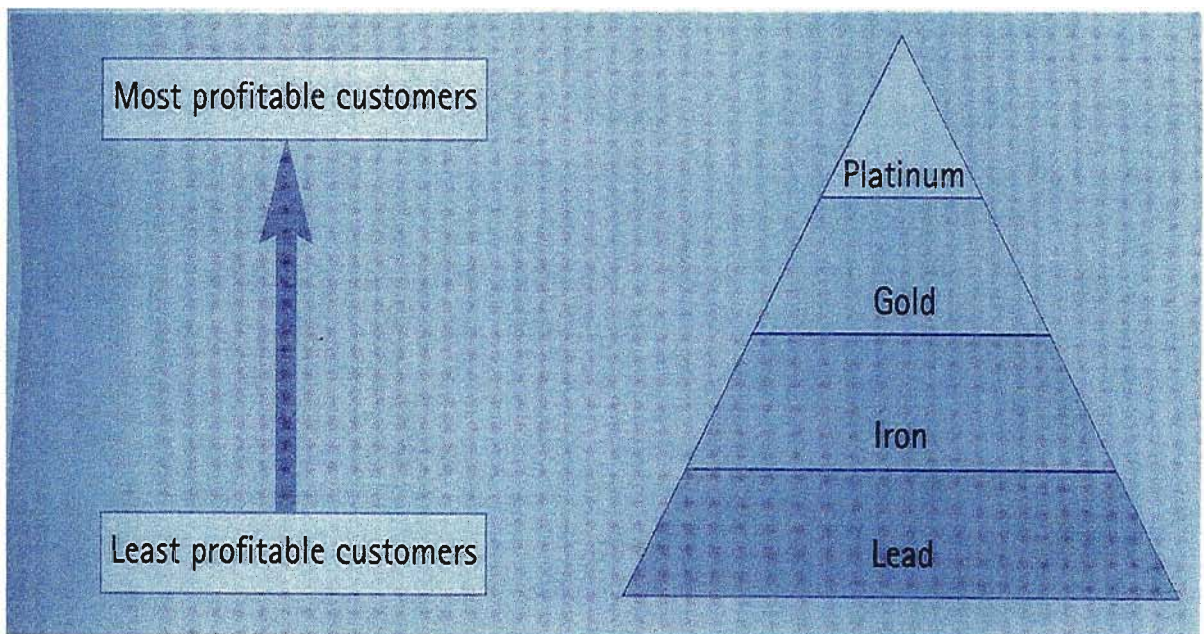 Most profitable customers
Least profitable customers
Platinum
Gold
Iron
Lead